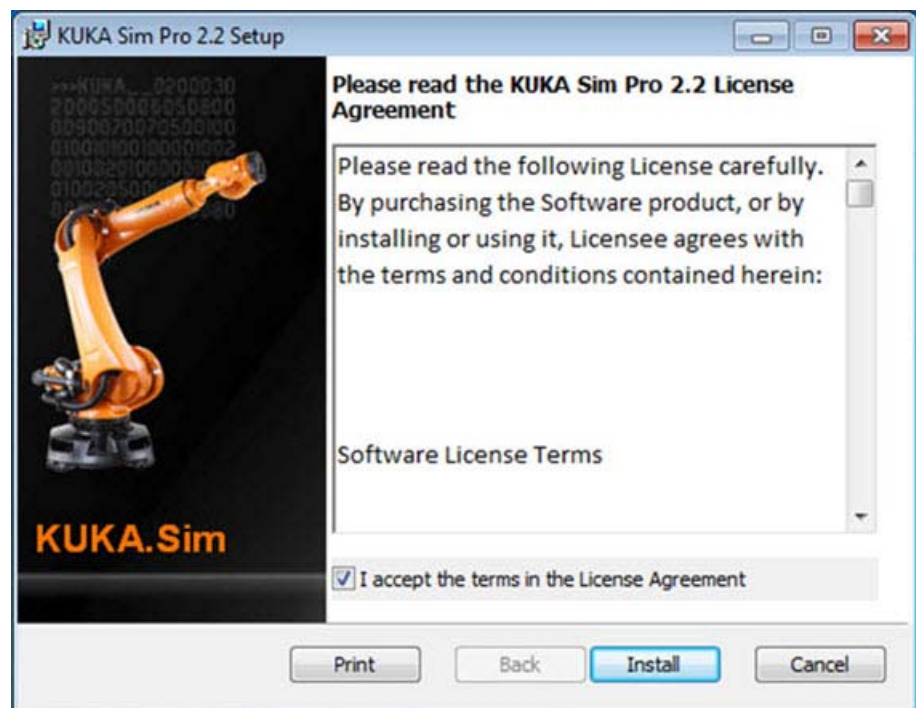 KUKA Sim Pro 2.2 Setup
>>>KUKA__0200030
Please read the KUKA Sim Pro 2.2 License
Agreement
Please read the following License carefully.
By purchasing the Software product, or by
installing or using it, Licensee agrees with
the terms and conditions contained herein:
Software License Terms
KUKA.Sim
I accept the terms in the License Agreement
Print
Back
Install
Cancel